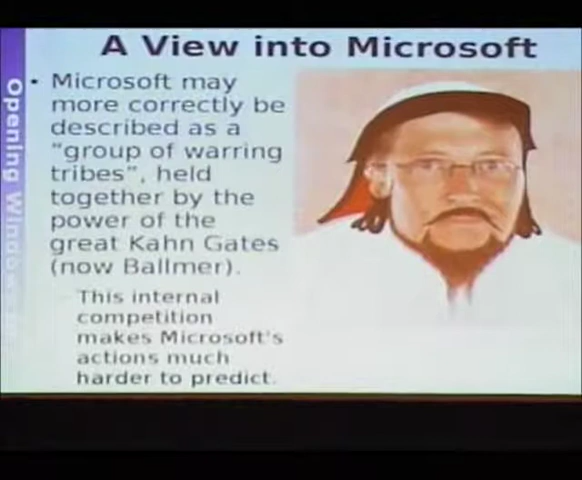 A View into Microsoft
• Microsoft may
more correctly be
described as a
"group of warring
tribes", held
together by the
power of the
great Kahn Gates
(now Ballmer).
This internal
competition
makes Microsoft's
actions much
harder to predict.
Opening Windows